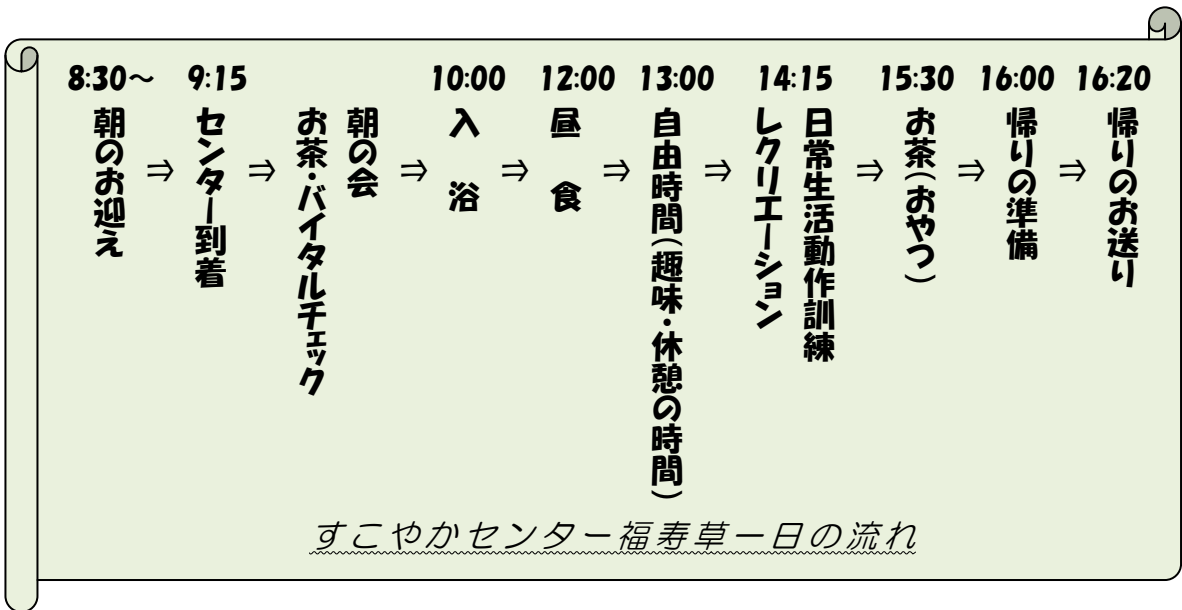 8:30～ 9:15 10:00 12:00 13:00 14:15 15:30 16:00 16:20
朝のお迎え
⇒
センター到着
⇒
朝の会
お茶・バイタルチェック
⇒
入 浴
⇒
昼 食
⇒
自由時間（趣味・休憩の時間）
⇒
日常生活動作訓練
レクリエーション
⇒
お茶（おやつ）
⇒
帰りの準備
⇒
帰りのお送り
すこやかセンター福寿草一日の流れ